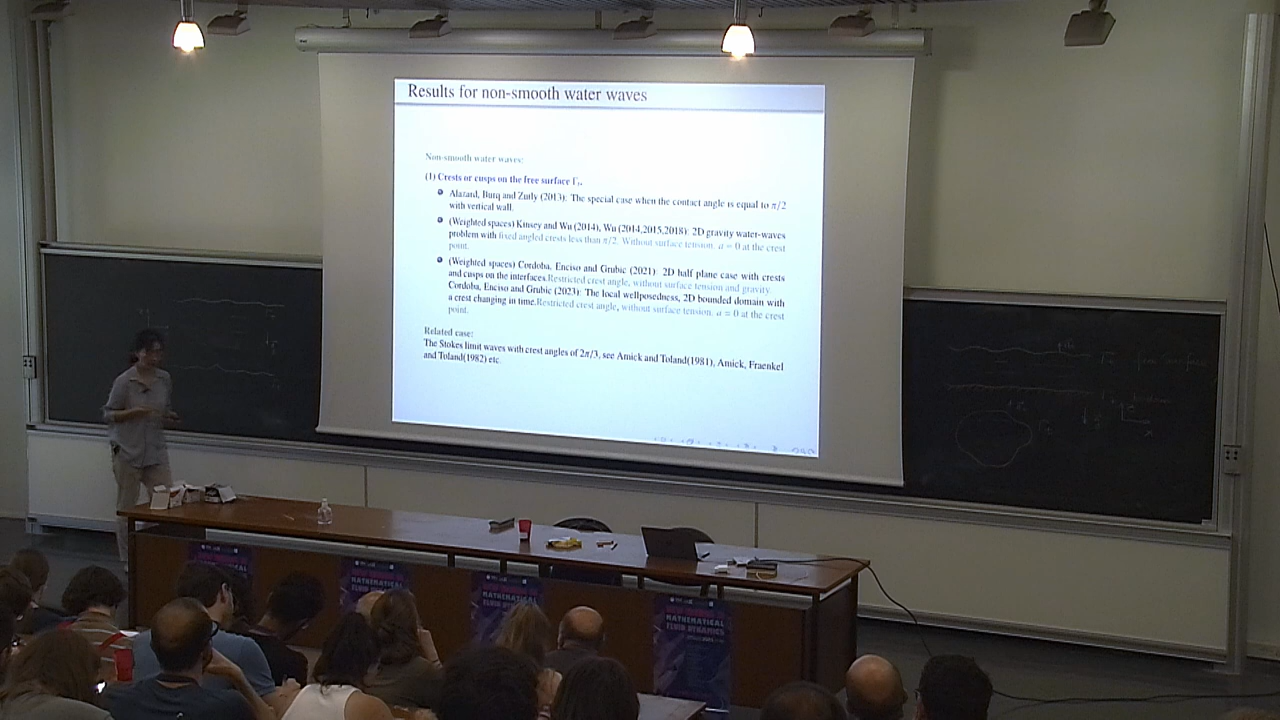 Results for non-smooth water waves
Non-smooth water waves:
(1) Crests or cusps on the free surface Γₜ.
Alazard, Burq and Zuily (2013): The special case when the contact angle is equal to π/2
with vertical wall.
(Weighted spaces) Kinsey and Wu (2014), Wu (2014,2015,2018): 2D gravity water-waves
problem with fixed angled crests less than π/2. Without surface tension, a = 0 at the crest
point.
(Weighted spaces) Cordoba, Enciso and Grubic (2021): 2D half plane case with crests
and cusps on the interfaces.Restricted crest angle, without surface tension and gravity.
Cordoba, Enciso and Grubic (2023): The local wellposedness, 2D bounded domain with
a crest changing in time.Restricted crest angle, without surface tension, a = 0 at the crest
point.
Related case:
The Stokes limit waves with crest angles of 2π/3, see Amick and Toland(1981), Amick, Fraenkel
and Toland(1982) etc.
MATHEMATICAL
MATHEMATICAL
MATHEMATICAL
FLUID DYNAMICS